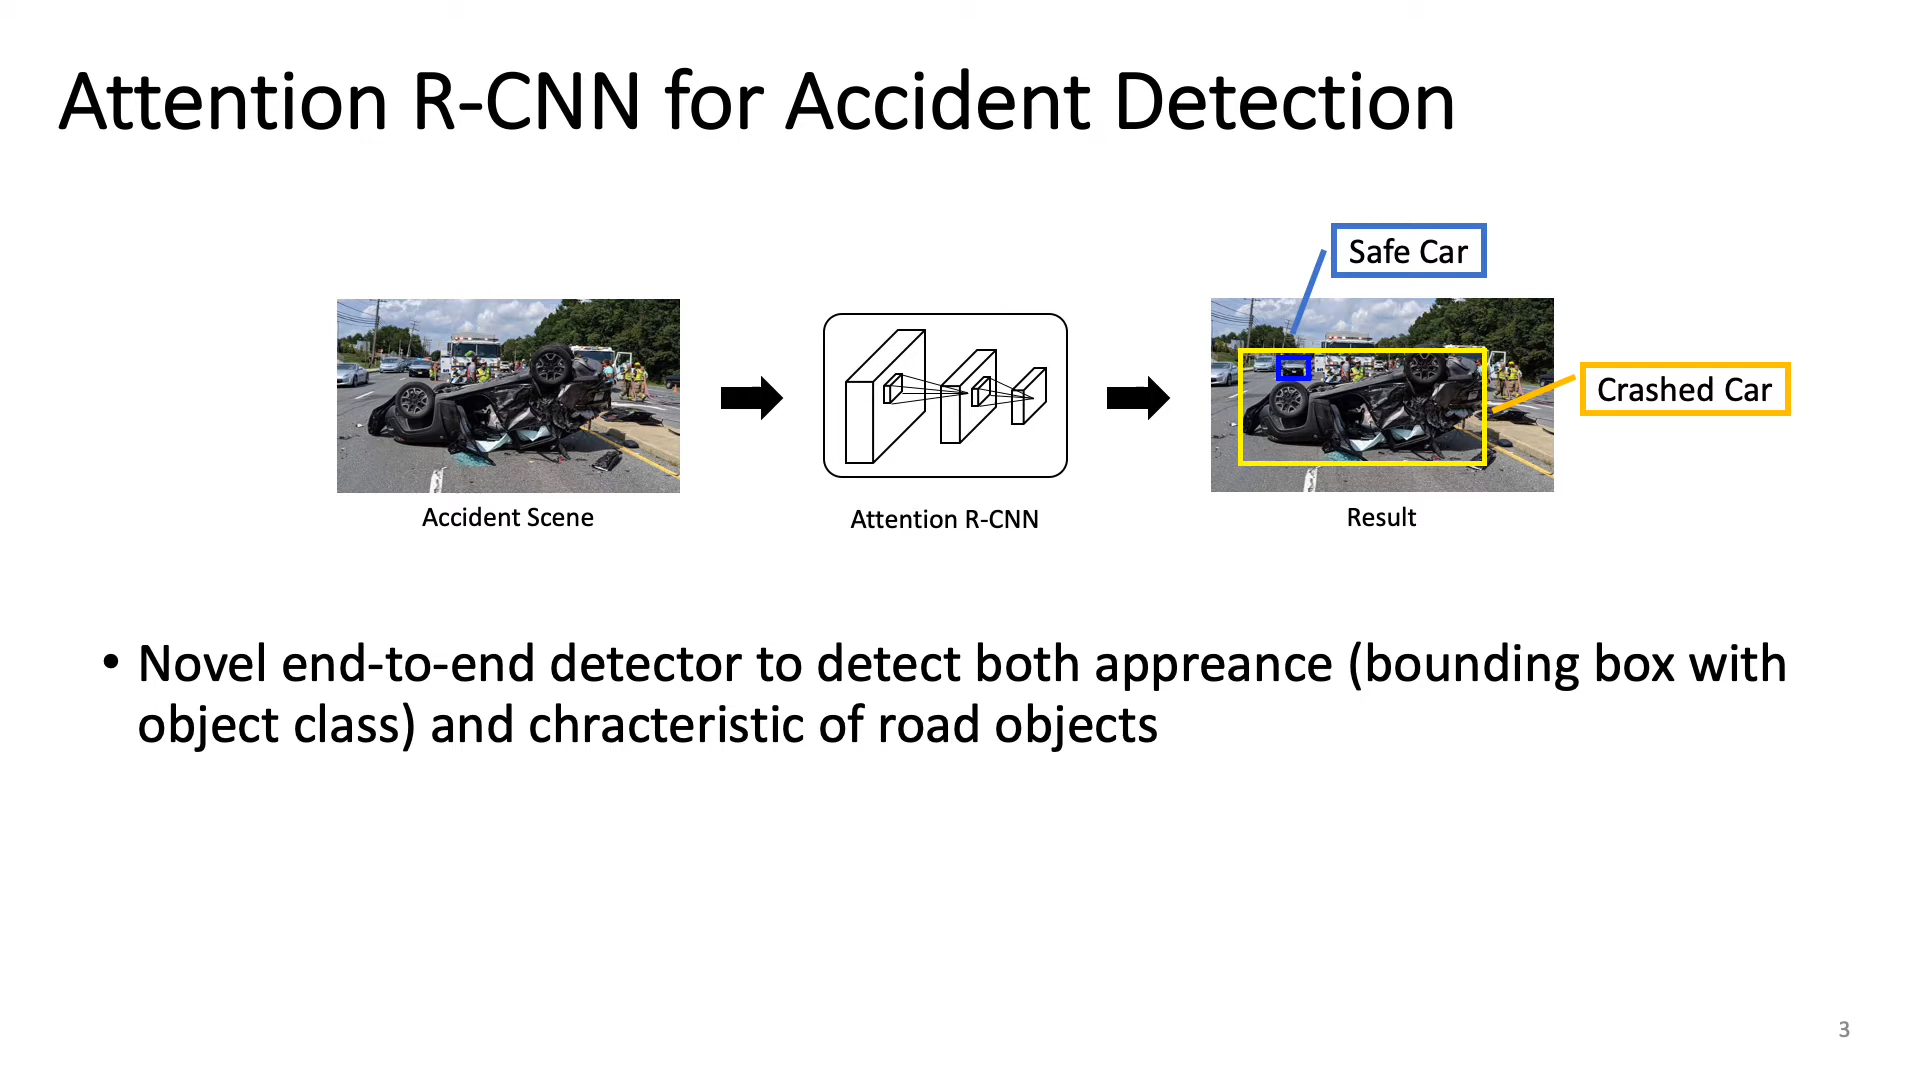 Attention R-CNN for Accident Detection
Safe Car
Crashed Car
Accident Scene
Attention R-CNN
Result
• Novel end-to-end detector to detect both appreance (bounding box with
object class) and chracteristic of road objects
3